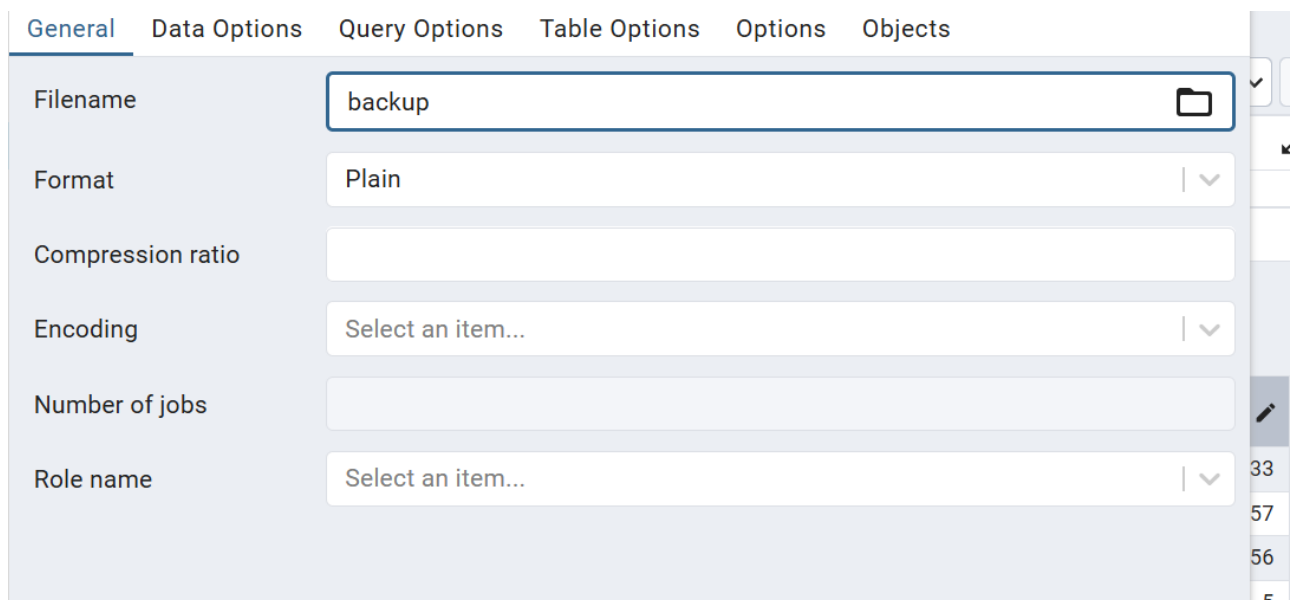 General Data Options Query Options Table Options Options Objects
Filename backup
Format Plain
Compression ratio
Encoding Select an item...
Number of jobs
Role name Select an item...
33
57
56